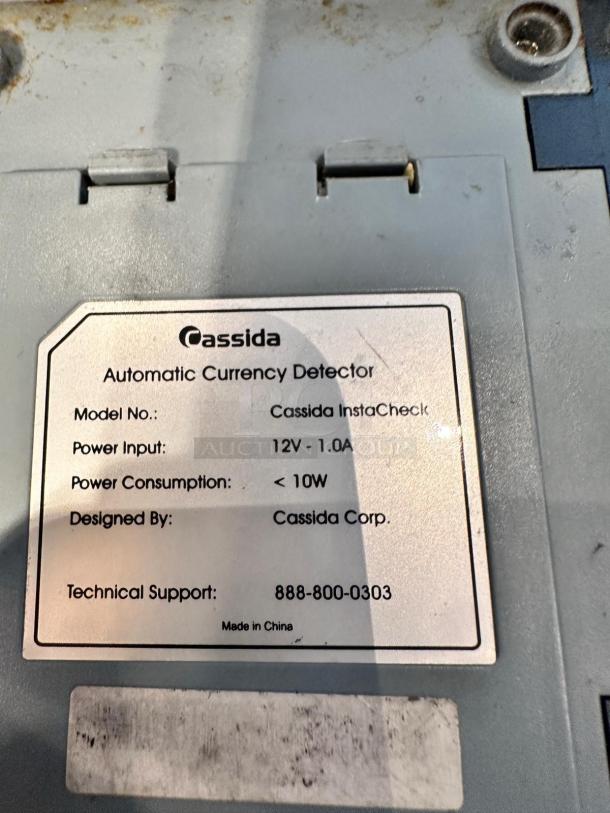 Cassida
Automatic Currency Detector
Model No.: Cassida InstaCheck
Power Input: 12V - 1.0A
Power Consumption: < 10W
Designed By: Cassida Corp.
Technical Support: 888-800-0303
Made in China